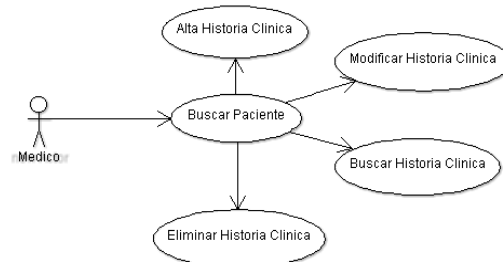 Alta Historia Clinica
Modificar Historia Clinica
Buscar Paciente
Medico
Buscar Historia Clinica
Eliminar Historia Clinica